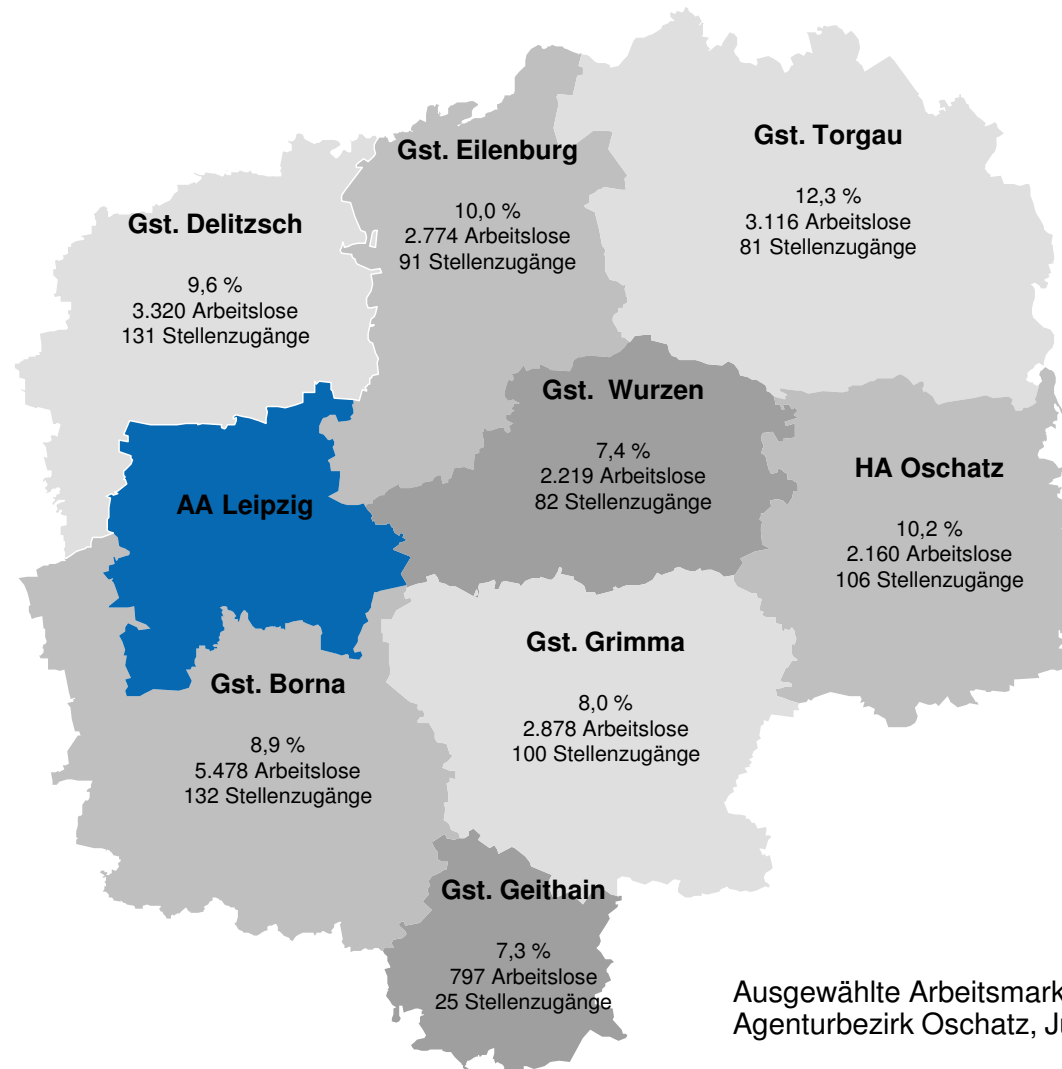 Gst. Eilenburg
10,0 %
2.774 Arbeitslose
91 Stellenzugänge
Gst. Torgau
12,3 %
3.116 Arbeitslose
81 Stellenzugänge
Gst. Delitzsch
9,6 %
3.320 Arbeitslose
131 Stellenzugänge
Gst. Wurzen
7,4 %
2.219 Arbeitslose
82 Stellenzugänge
HA Oschatz
10,2 %
2.160 Arbeitslose
106 Stellenzugänge
AA Leipzig
Gst. Grimma
8,0 %
2.878 Arbeitslose
100 Stellenzugänge
Gst. Borna
8,9 %
5.478 Arbeitslose
132 Stellenzugänge
Gst. Geithain
7,3 %
797 Arbeitslose
25 Stellenzugänge
Ausgewählte Arbeitsmark
Agenturbezirk Oschatz, Ju